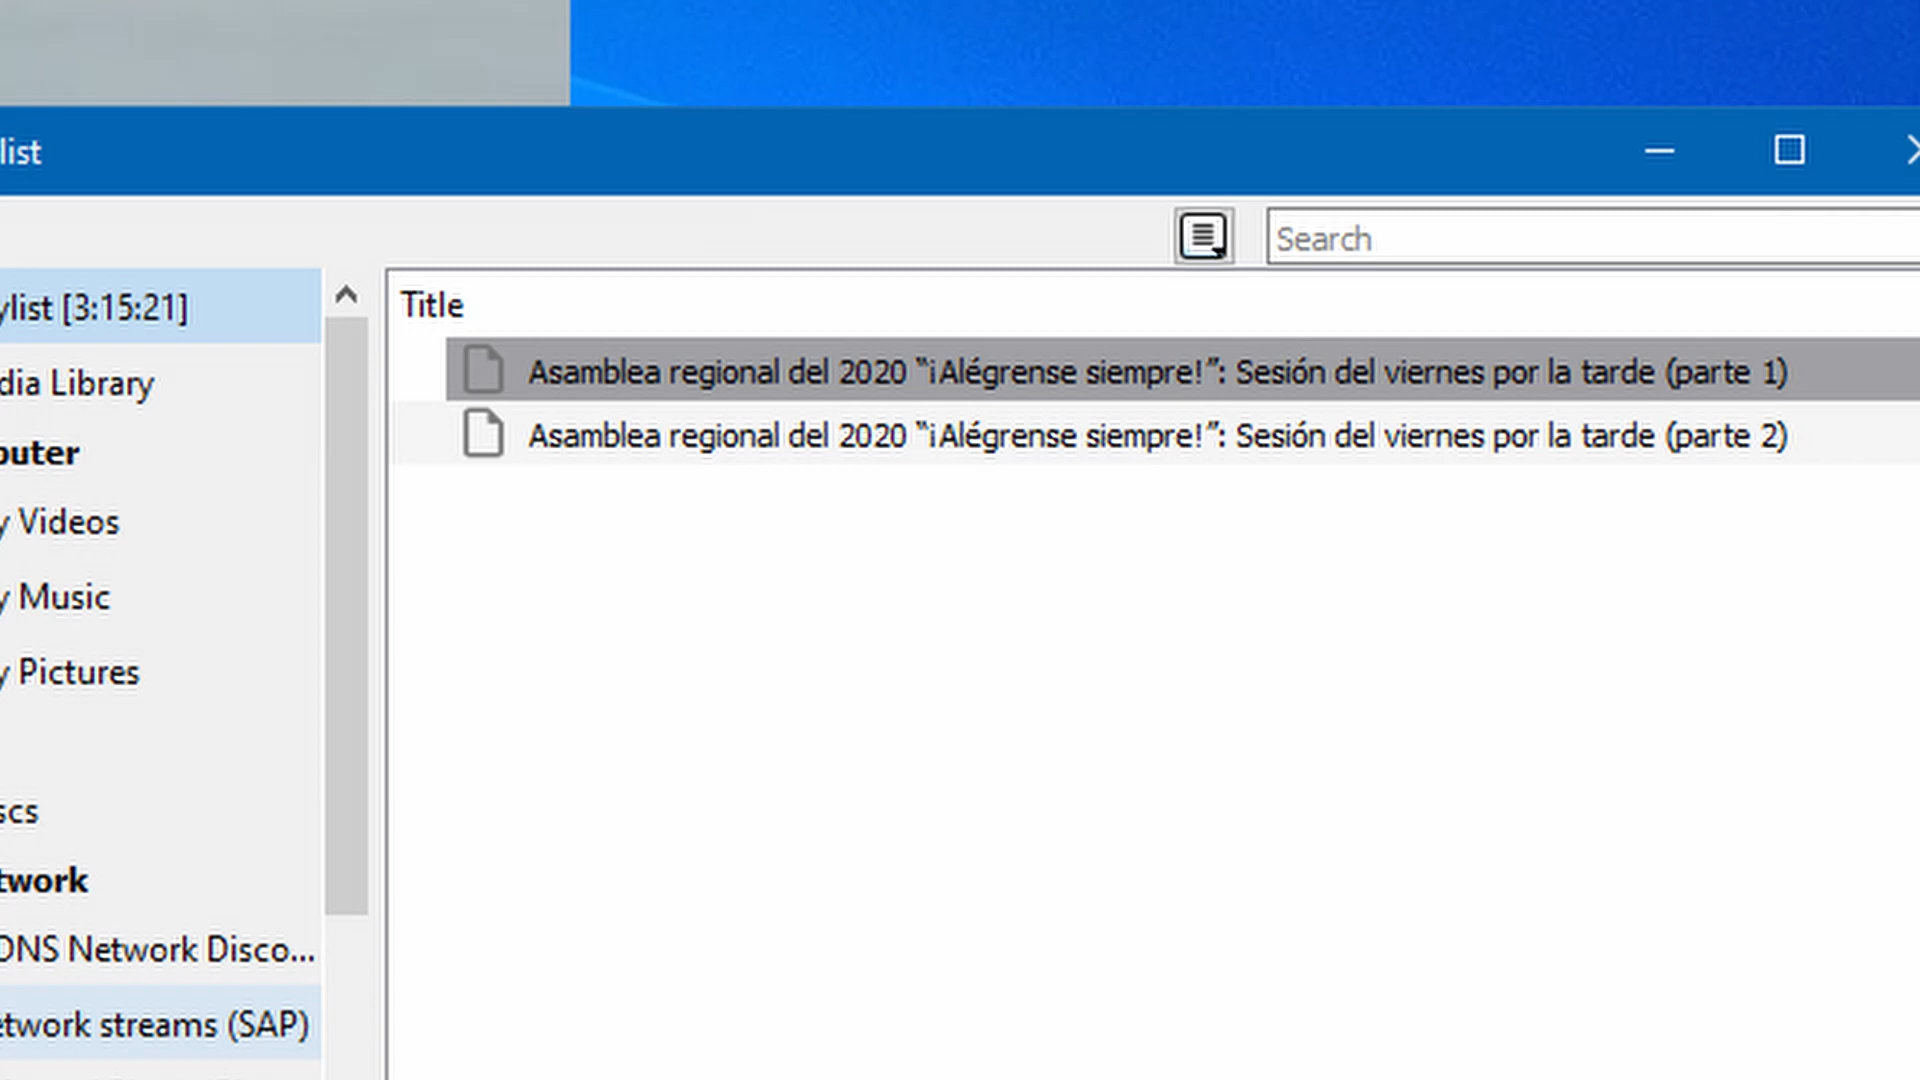 list
Search
ylist [3:15:21]
Title
dia Library
Asamblea regional del 2020 “¡Alégrense siempre!”: Sesión del viernes por la tarde (parte 1)
Asamblea regional del 2020 “¡Alégrense siempre!”: Sesión del viernes por la tarde (parte 2)
puter
y Videos
y Music
y Pictures
scs
twork
DNS Network Disco...
etwork streams (SAP)